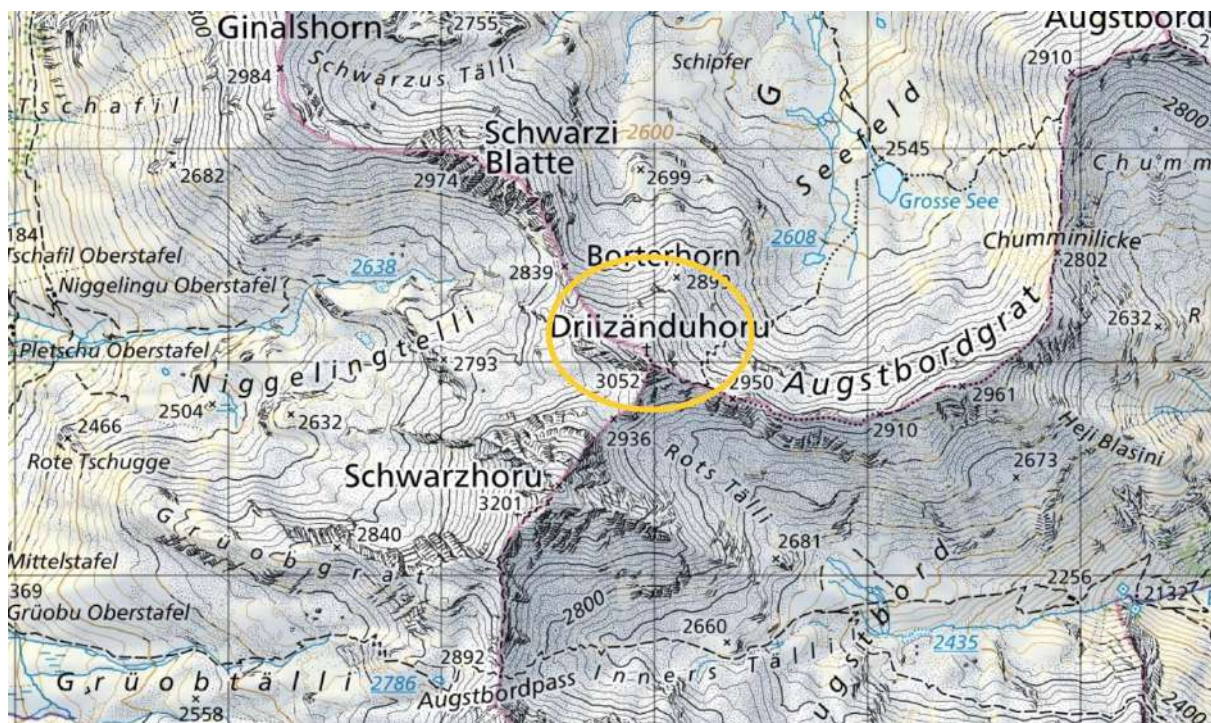 Ginalshorn
2755
Augstbord
2984
Schwarzus Tälli
Schipfer
G
2910
2800
Tschafil
Schwarzi
Blatte
2600
2545
Seefeld
Chumm
2682
2974
2699
Grosse See
184
2608
Chumminilicke
2802
Tschafil Oberstafel
2638
2839
Borterhorn
Niggelingu Oberstafel
Driizänduhoru
R
2632
Pletschu Oberstafel
Niggelingtelli
2793
3052
2950
Augstbordgrat
2961
2504
2632
2936
2910
2466
Rote Tschugge
Rots Tälli
Heji Bläsini
2673
Schwarzhoru
3201
Grüobgrat
2840
2681
Mittelstafel
2256
369
2132
Grüobu Oberstafel
2800
2660
2435
ugstbord
2892
Inners Tälli
Grüobtälli
2786
Augstbordpass
2558
2400